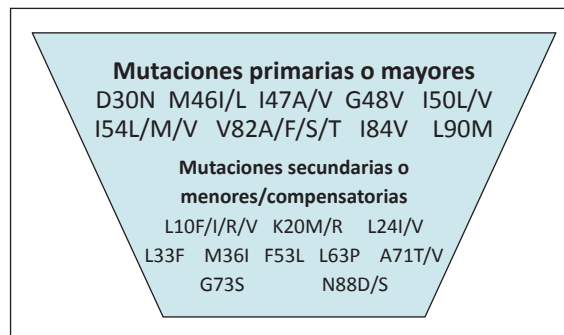 Mutaciones primarias o mayores
D30N M46I/L I47A/V G48V I50L/V
I54L/M/V V82A/F/S/T I84V L90M
Mutaciones secundarias o
menores/compensatorias
L10F/I/R/V K20M/R L24I/V
L33F M36I F53L L63P A71T/V
G73S N88D/S